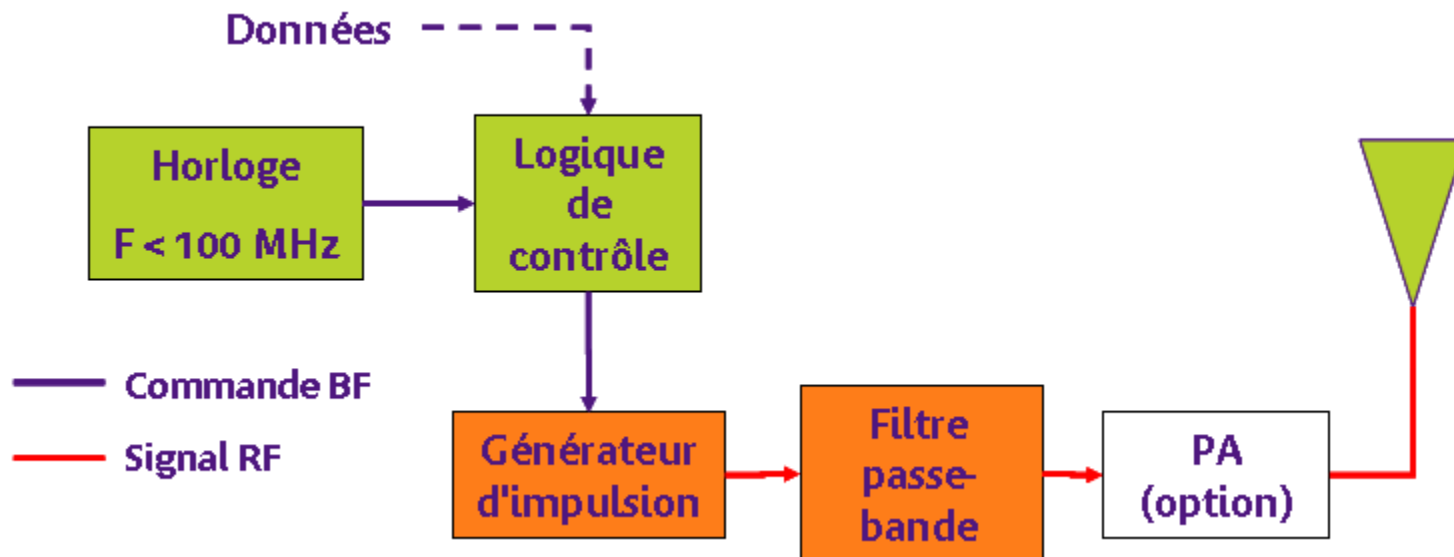 Données
Horloge
F < 100 MHz
Logique
de
contrôle
Commande BF
Signal RF
Générateur
d'impulsion
Filtre
passe-
bande
PA
(option)